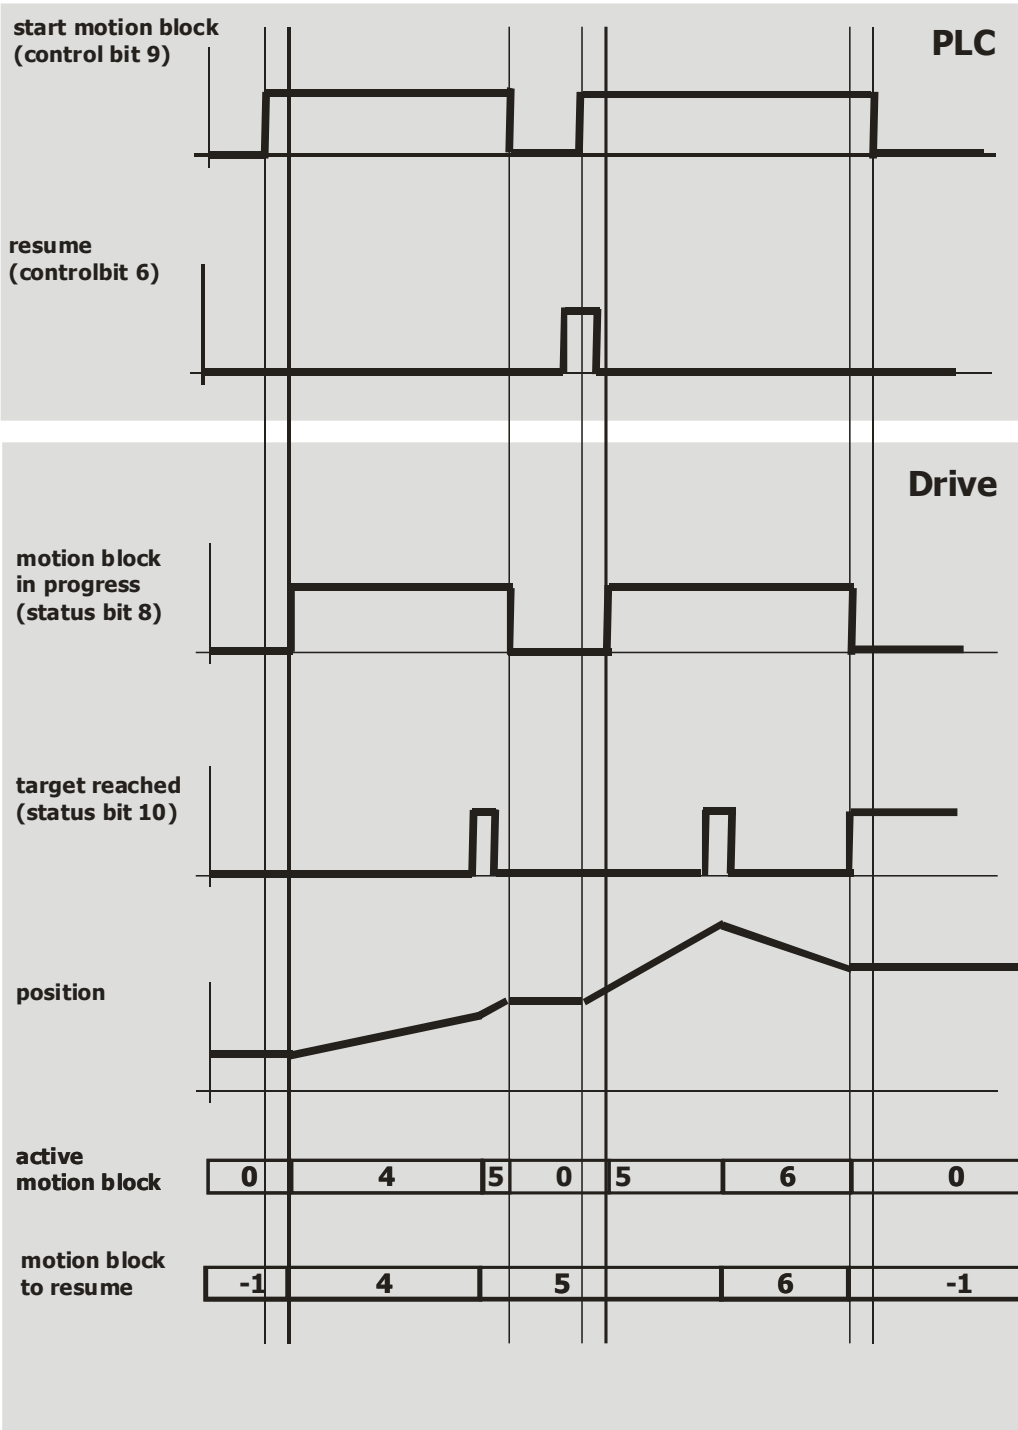 start motion block
(control bit 9)
PLC
resume
(controlbit 6)
Drive
motion block
in progress
(status bit 8)
target reached
(status bit 10)
position
active
motion block
0 4 5 0 5 6 0
motion block
to resume
-1 4 5 6 -1